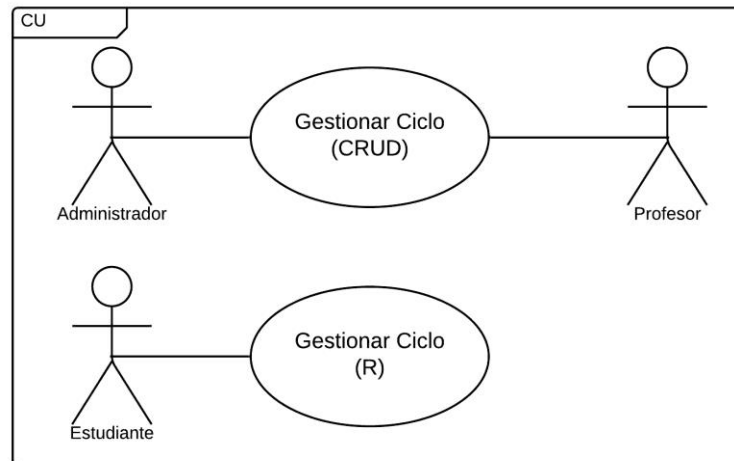 CU
Gestionar Ciclo
(CRUD)
Administrador
Profesor
Gestionar Ciclo
(R)
Estudiante